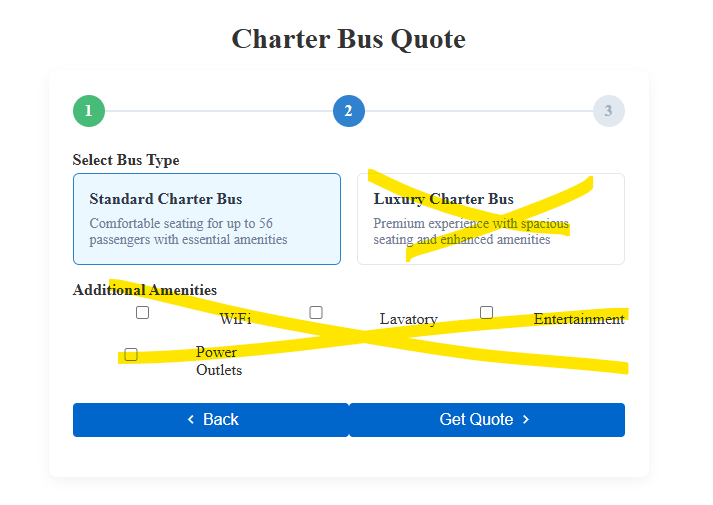 Charter Bus Quote
1 2 3
Select Bus Type
Standard Charter Bus
Comfortable seating for up to 56
passengers with essential amenities
Luxury Charter Bus
Premium experience with spacious
seating and enhanced amenities
Additional Amenities
WiFi Lavatory Entertainment
Power
Outlets
Back Get Quote